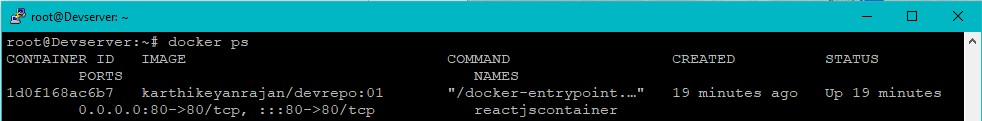 root@Devserver: ~
root@Devserver:~# docker ps
CONTAINER ID   IMAGE                        COMMAND                  CREATED          STATUS
       PORTS                                   NAMES
1d0f168ac6b7   karthikeyanrajan/devrepo:01   "/docker-entrypoint.…"   19 minutes ago   Up 19 minutes
       0.0.0.0:80->80/tcp, :::80->80/tcp       reactjscontainer